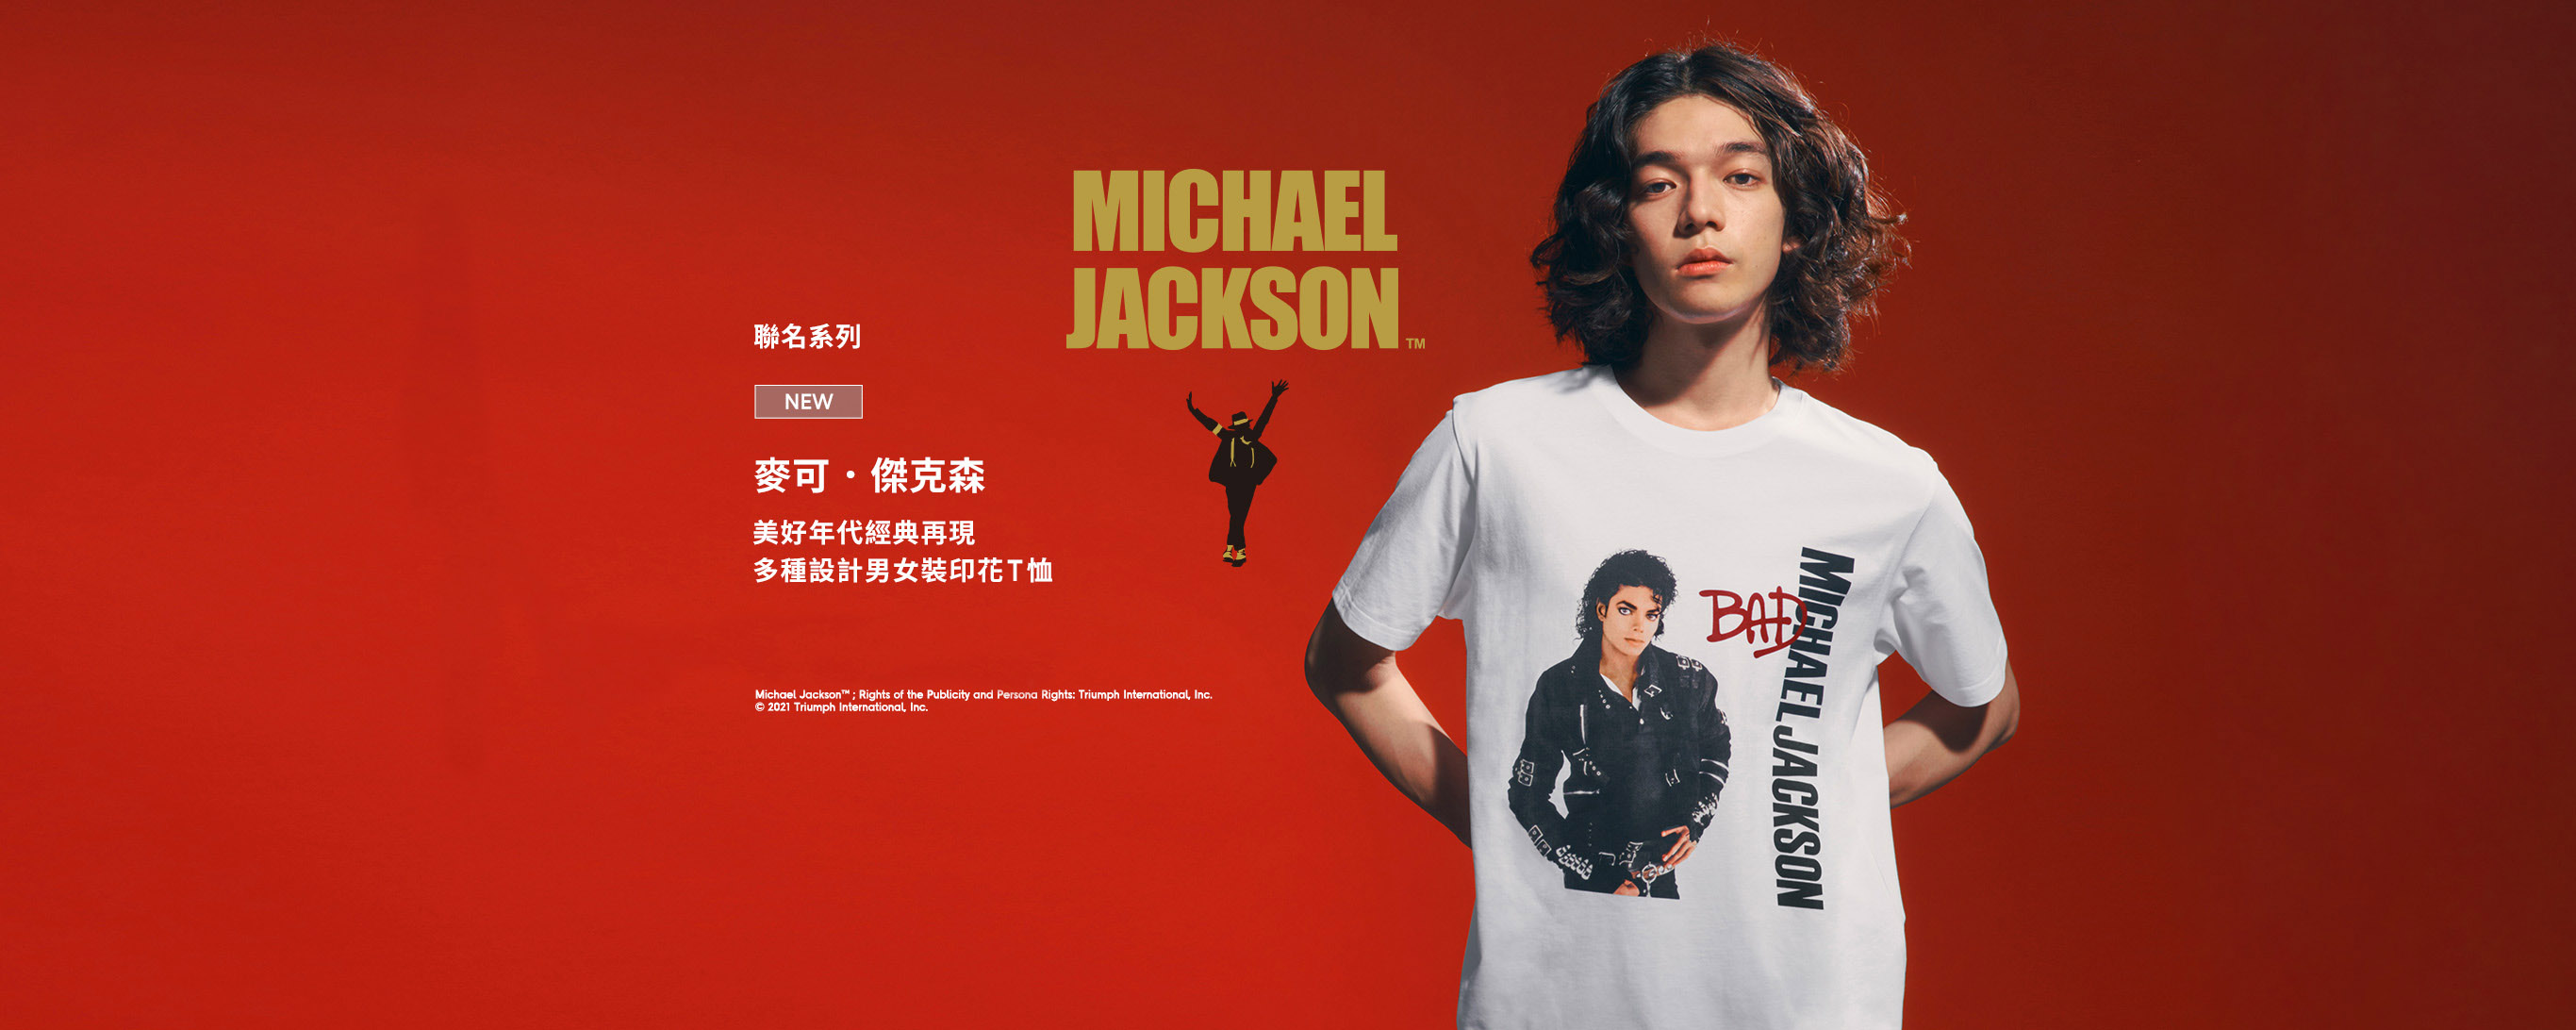 MICHAEL
JACKSON TM
聯名系列
NEW
麥可・傑克森
美好年代經典再現
多種設計男女裝印花T恤
Michael Jackson™ ; Rights of the Publicity and Persona Rights: Triumph International, Inc.
© 2021 Triumph International, Inc.
BAD
MICHAEL JACKSON